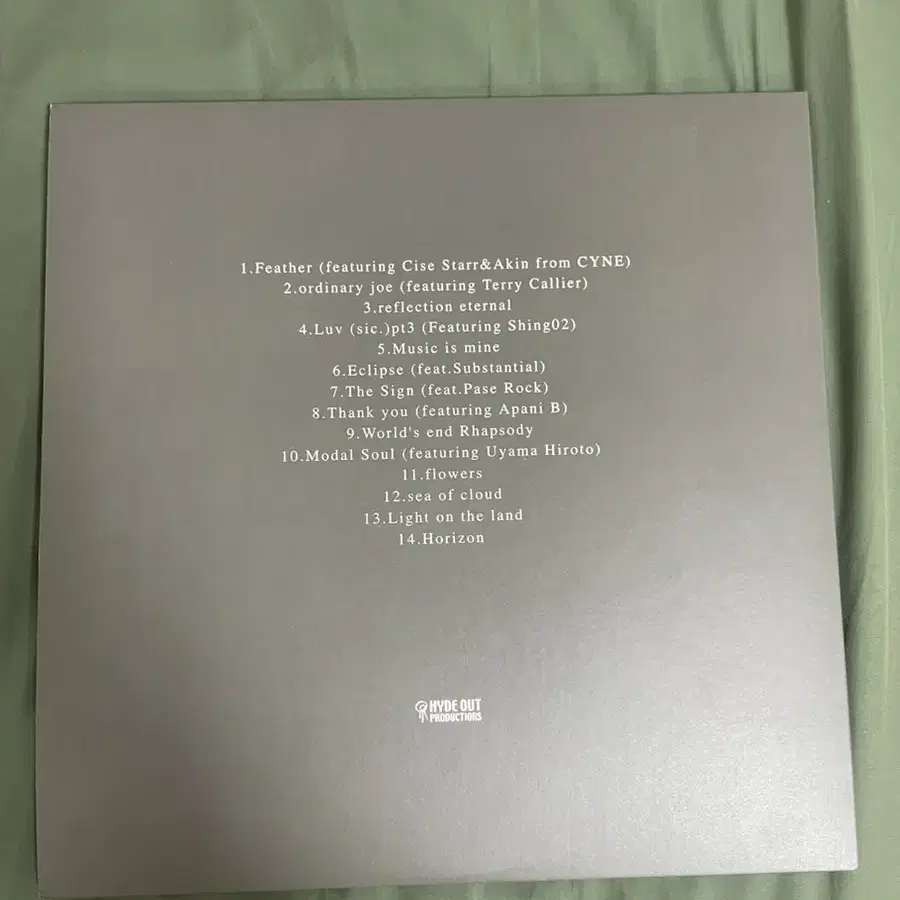 1.Feather (featuring Cise Starr&Akin from CYNE)
2.ordinary joe (featuring Terry Callier)
3.reflection eternal
4.Luv (sic.)pt3 (Featuring Shing02)
5.Music is mine
6.Eclipse (feat.Substantial)
7.The Sign (feat.Pase Rock)
8.Thank you (featuring Apani B)
9.World's end Rhapsody
10.Modal Soul (featuring Uyama Hiroto)
11.flowers
12.sea of cloud
13.Light on the land
14.Horizon
HYDE OUT
PRODUCTIONS